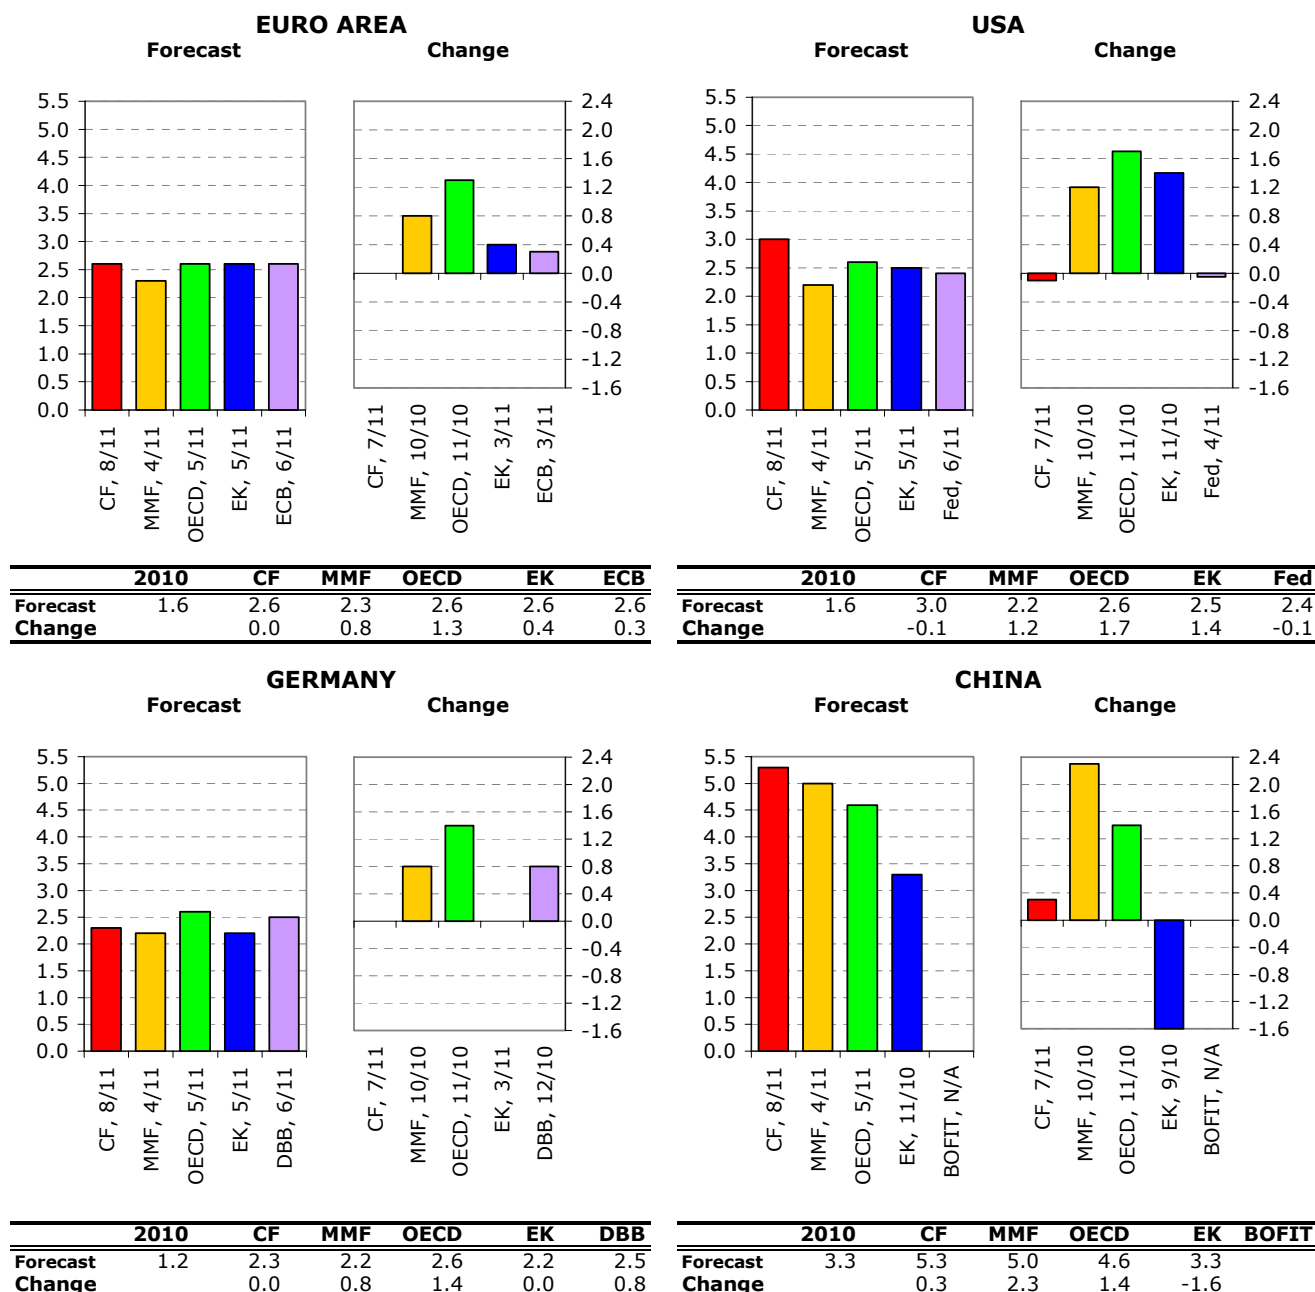 EURO AREA
Forecast Change
5.5
5.0
4.5
4.0
3.5
3.0
2.5
2.0
1.5
1.0
0.5
0.0
CF, 8/11
MMF, 4/11
OECD, 5/11
EK, 5/11
ECB, 6/11
2.4
2.0
1.6
1.2
0.8
0.4
0.0
-0.4
-0.8
-1.2
-1.6
CF, 7/11
MMF, 10/10
OECD, 11/10
EK, 3/11
ECB, 3/11
2010 CF MMF OECD EK ECB
Forecast 1.6 2.6 2.3 2.6 2.6 2.6
Change 0.0 0.8 1.3 0.4 0.3
USA
Forecast Change
5.5
5.0
4.5
4.0
3.5
3.0
2.5
2.0
1.5
1.0
0.5
0.0
CF, 8/11
MMF, 4/11
OECD, 5/11
EK, 5/11
Fed, 6/11
2.4
2.0
1.6
1.2
0.8
0.4
0.0
-0.4
-0.8
-1.2
-1.6
CF, 7/11
MMF, 10/10
OECD, 11/10
EK, 11/10
Fed, 4/11
2010 CF MMF OECD EK Fed
Forecast 1.6 3.0 2.2 2.6 2.5 2.4
Change -0.1 1.2 1.7 1.4 -0.1
GERMANY
Forecast Change
5.5
5.0
4.5
4.0
3.5
3.0
2.5
2.0
1.5
1.0
0.5
0.0
CF, 8/11
MMF, 4/11
OECD, 5/11
EK, 5/11
DBB, 6/11
2.4
2.0
1.6
1.2
0.8
0.4
0.0
-0.4
-0.8
-1.2
-1.6
CF, 7/11
MMF, 10/10
OECD, 11/10
EK, 3/11
DBB, 12/10
2010 CF MMF OECD EK DBB
Forecast 1.2 2.3 2.2 2.6 2.2 2.5
Change 0.0 0.8 1.4 0.0 0.8
CHINA
Forecast Change
5.5
5.0
4.5
4.0
3.5
3.0
2.5
2.0
1.5
1.0
0.5
0.0
CF, 8/11
MMF, 4/11
OECD, 5/11
EK, 11/10
BOFIT, N/A
2.4
2.0
1.6
1.2
0.8
0.4
0.0
-0.4
-0.8
-1.2
-1.6
CF, 7/11
MMF, 10/10
OECD, 11/10
EK, 9/10
BOFIT, N/A
2010 CF MMF OECD EK BOFIT
Forecast 3.3 5.3 5.0 4.6 3.3
Change 0.3 2.3 1.4 -1.6